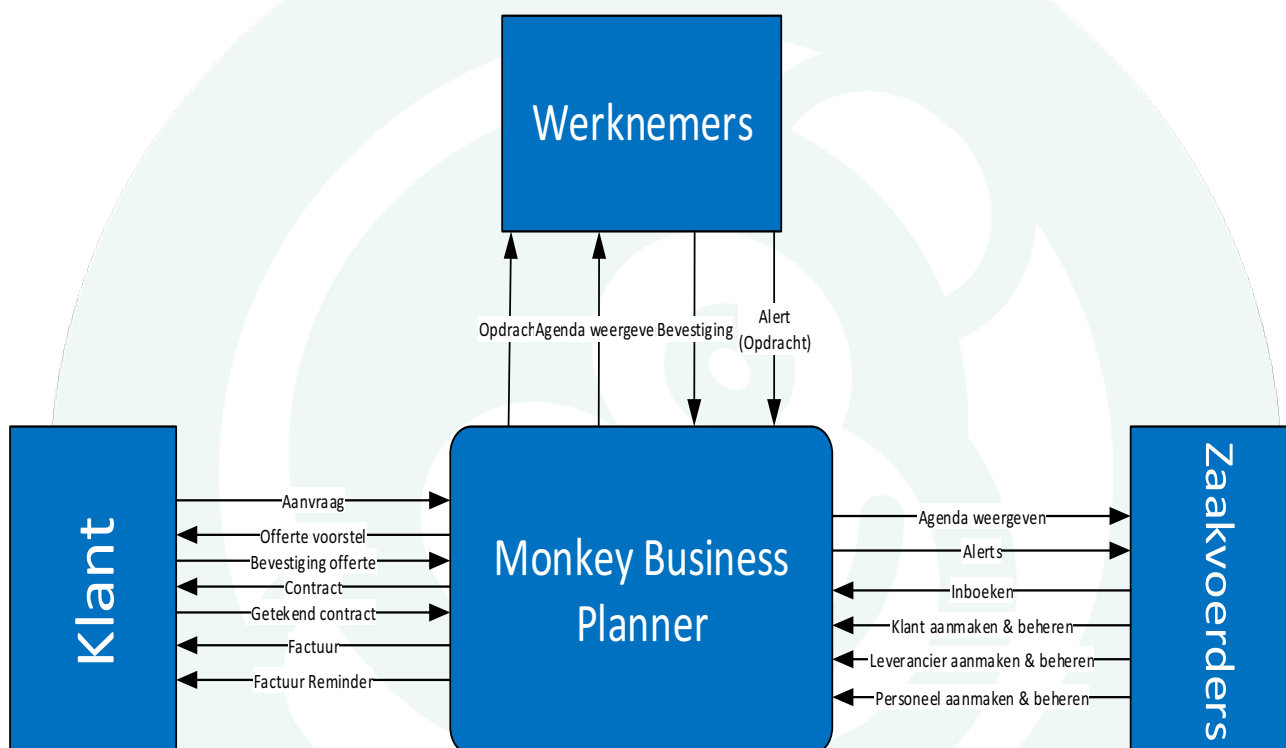 Werknemers
Opdrach
Agenda weergeve
Bevestiging
Alert
(Opdracht)
Klant
Aanvraag
Offerte voorstel
Bevestiging offerte
Contract
Getekend contract
Factuur
Factuur Reminder
Monkey Business
Planner
Agenda weergeven
Alerts
Inboeken
Klant aanmaken & beheren
Leverancier aanmaken & beheren
Personeel aanmaken & beheren
Zaakvoerders